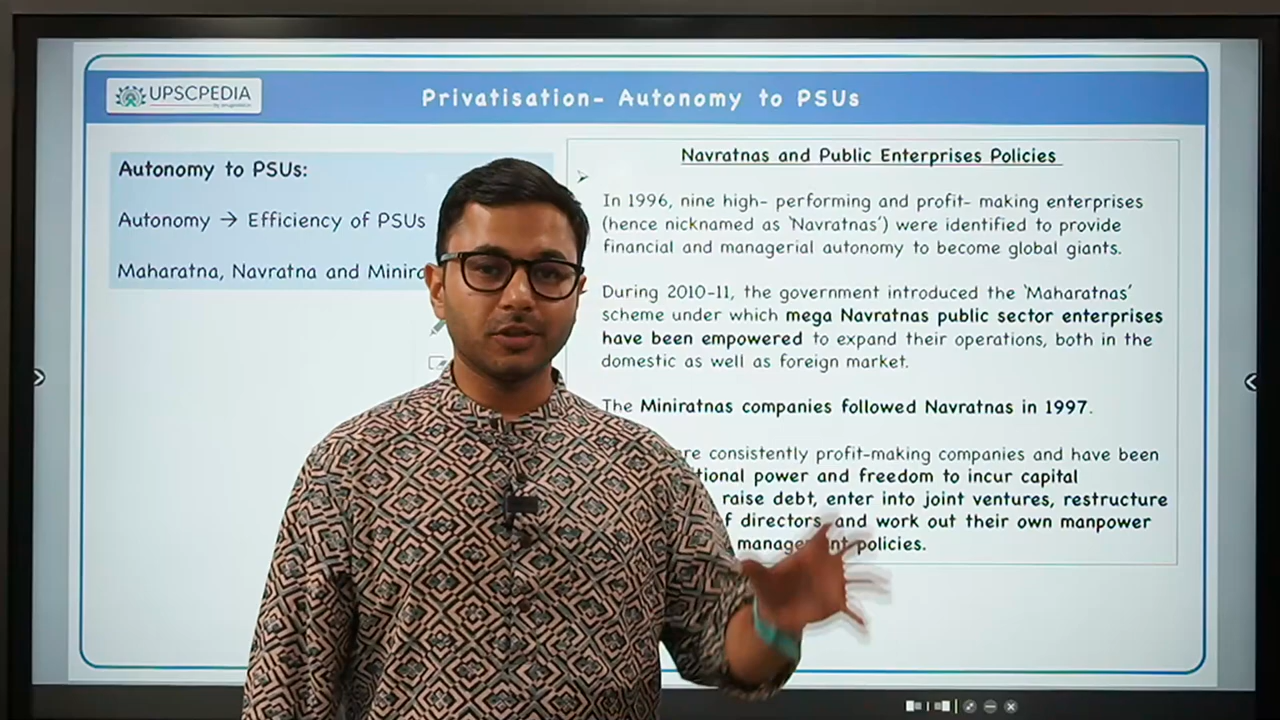 UPSCPEDIA
Privatisation- Autonomy to PSUs
Autonomy to PSUs:
Autonomy → Efficiency of PSUs
Maharatna, Navratna and
Navratnas and Public Enterprises Policies
In 1996, nine high- performing and profit- making enterprises
(hence nicknamed as 'Navratnas') were identified to provide
financial and managerial autonomy to become global giants.
During 2010-11, the government introduced the 'Maharatnas'
scheme under which mega Navratnas public sector enterprises
have been empowered to expand their operations, both in the
domestic as well as foreign market.
The Miniratnas companies followed Navratnas in 1997.
consistently profit-making companies and have been
power and freedom to incur capital
raise debt, enter into joint ventures, restructure
directors, and work out their own manpower
policies.